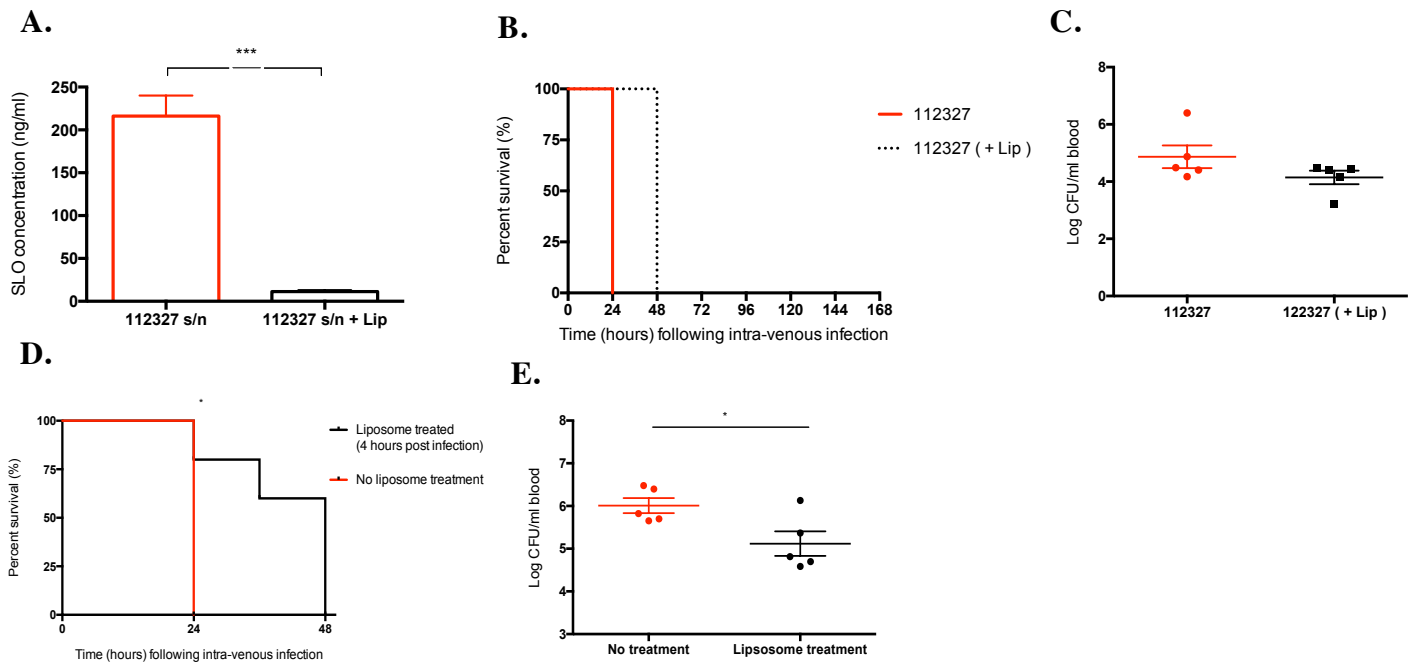 A.
***
SLO concentration (ng/ml)
250
200
150
100
50
0
112327 s/n
112327 s/n + Lip
B.
Percent survival (%)
100
75
50
25
0
0 24 48 72 96 120 144 168
Time (hours) following intra-venous infection
112327
112327 ( + Lip )
C.
Log CFU/ml blood
8
6
4
2
0
112327
122327 ( + Lip )
D.
*
Percent survival (%)
100
75
50
25
0
0 24 48
Time (hours) following intra-venous infection
Liposome treated
(4 hours post infection)
No liposome treatment
E.
*
Log CFU/ml blood
8
7
6
5
4
3
No treatment
Lipsosome treatment